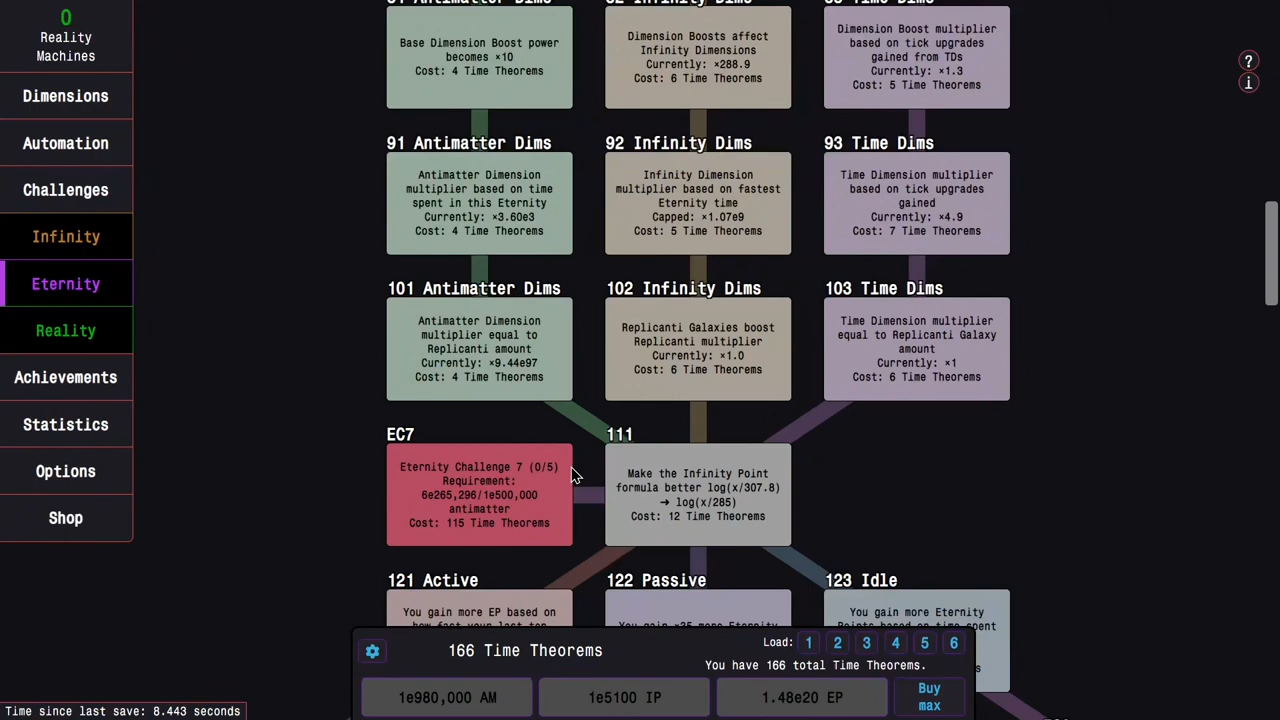 0
Reality
Machines
Dimensions
Automation
Challenges
Infinity
Eternity
Reality
Achievements
Statistics
Options
Shop
Base Dimension Boost power
becomes ×10
Cost: 4 Time Theorems
Dimension Boosts affect
Infinity Dimensions
Currently: ×288.9
Cost: 6 Time Theorems
Dimension Boost multiplier
based on tick upgrades
gained from TDs
Currently: ×1.3
Cost: 5 Time Theorems
91 Antimatter Dims
Antimatter Dimension
multiplier based on time
spent in this Eternity
Currently: ×3.60e3
Cost: 4 Time Theorems
92 Infinity Dims
Infinity Dimension
multiplier based on fastest
Eternity time
Capped: ×1.07e9
Cost: 5 Time Theorems
93 Time Dims
Time Dimension multiplier
based on tick upgrades
gained
Currently: ×4.9
Cost: 7 Time Theorems
101 Antimatter Dims
Antimatter Dimension
multiplier equal to
Replicanti amount
Currently: ×9.44e97
Cost: 4 Time Theorems
102 Infinity Dims
Replicanti Galaxies boost
Replicanti multiplier
Currently: ×1.0
Cost: 6 Time Theorems
103 Time Dims
Time Dimension multiplier
equal to Replicanti Galaxy
amount
Currently: ×1
Cost: 6 Time Theorems
EC7
Eternity Challenge 7 (0/5)
Requirement:
6e265,296/1e500,000
antimatter
Cost: 115 Time Theorems
111
Make the Infinity Point
formula better log(x/307.8)
➜ log(x/285)
Cost: 12 Time Theorems
121 Active
You gain more EP based on
122 Passive
123 Idle
You gain more Eternity
Points based on time spent
166 Time Theorems
Load: 1 2 3 4 5 6
You have 166 total Time Theorems.
1e980,000 AM
1e5100 IP
1.48e20 EP
Buy
max
?
i
Time since last save: 8.443 seconds